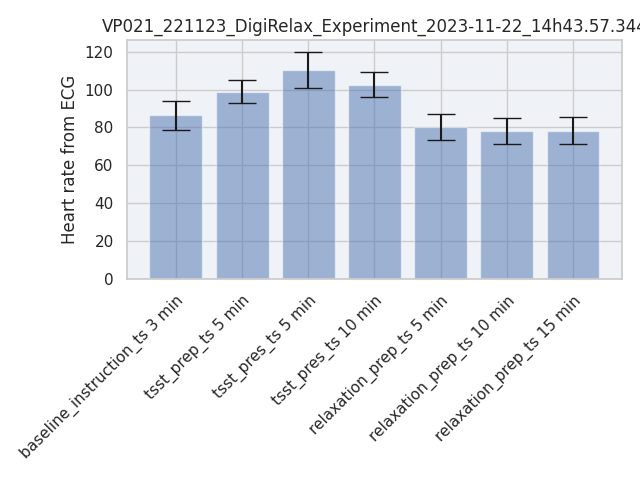 VP021_221123_DigiRelax_Experiment_2023-11-22_14h43.57.344
Heart rate from ECG
120
100
80
60
40
20
0
baseline_instruction_ts 3 min
tsst_prep_ts 5 min
tsst_pres_ts 5 min
tsst_pres_ts 10 min
relaxation_prep_ts 5 min
relaxation_prep_ts 10 min
relaxation_prep_ts 15 min